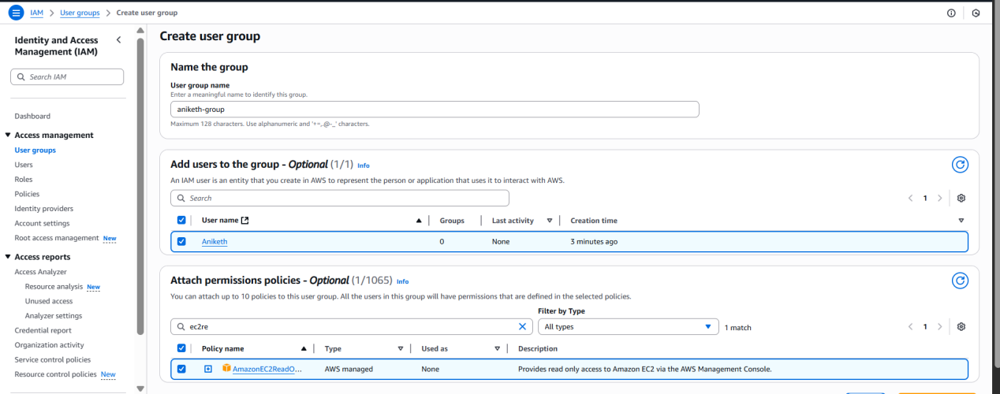 IAM > User groups > Create user group
Identity and Access
Management (IAM)
Search IAM
Dashboard
Access management
User groups
Users
Roles
Policies
Identity providers
Account settings
Root access management New
Access reports
Access Analyzer
Resource analysis New
Unused access
Analyzer settings
Credential report
Organization activity
Service control policies
Resource control policies New
Create user group
Name the group
User group name
Enter a meaningful name to identify this group.
aniketh-group
Maximum 128 characters. Use alphanumeric and '+=,.@-_' characters.
Add users to the group - Optional (1/1) Info
An IAM user is an entity that you create in AWS to represent the person or application that uses it to interact with AWS.
Search
< 1 >
User name Groups Last activity Creation time
Aniketh 0 None 3 minutes ago
Attach permissions policies - Optional (1/1065) Info
You can attach up to 10 policies to this user group. All the users in this group will have permissions that are defined in the selected policies.
Filter by Type
ec2re All types 1 match < 1 >
Policy name Type Used as Description
AmazonEC2ReadO... AWS managed None Provides read only access to Amazon EC2 via the AWS Management Console.